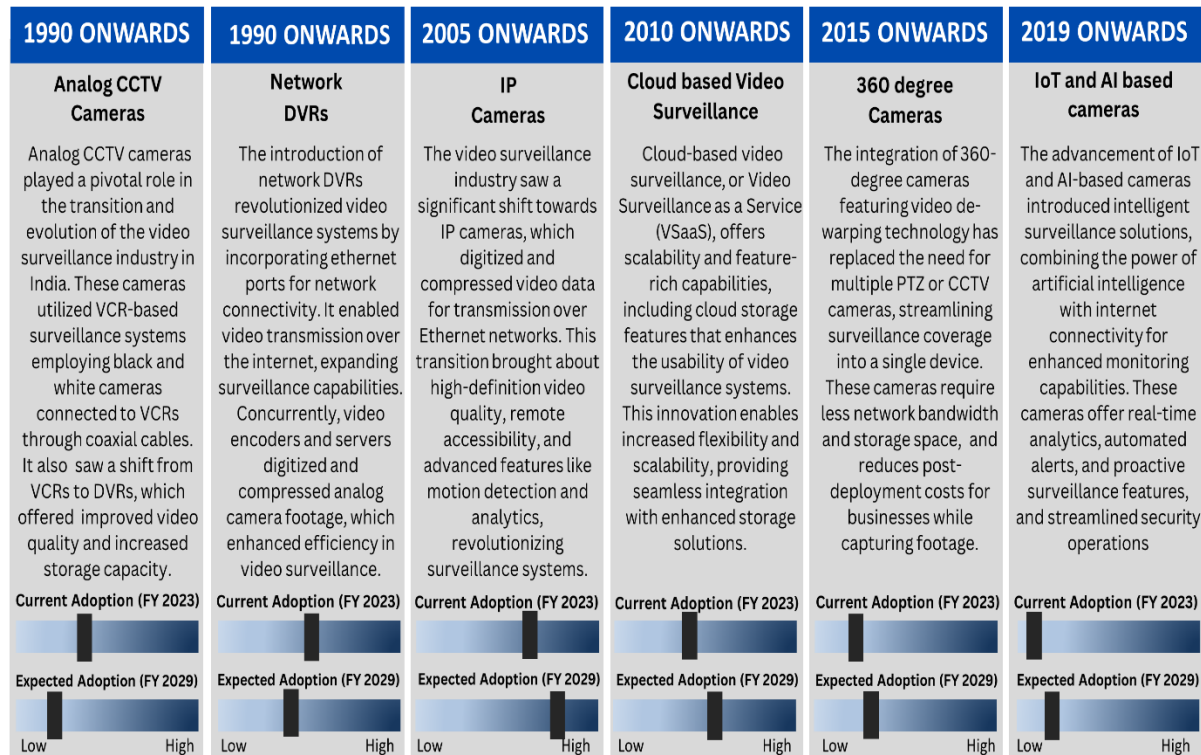 1990 ONWARDS
Analog CCTV
Cameras
Analog CCTV cameras
played a pivotal role in
the transition and
evolution of the video
surveillance industry in
India. These cameras
utilized VCR-based
surveillance systems
employing black and
white cameras
connected to VCRs
through coaxial cables.
It also saw a shift from
VCRs to DVRs, which
offered improved video
quality and increased
storage capacity.
Current Adoption (FY 2023)
Expected Adoption (FY 2029)
Low High
1990 ONWARDS
Network
DVRs
The introduction of
network DVRs
revolutionized video
surveillance systems by
incorporating ethernet
ports for network
connectivity. It enabled
video transmission over
the internet, expanding
surveillance capabilities.
Concurrently, video
encoders and servers
digitized and
compressed analog
camera footage, which
enhanced efficiency in
video surveillance.
Current Adoption (FY 2023)
Expected Adoption (FY 2029)
Low High
2005 ONWARDS
IP
Cameras
The video surveillance
industry saw a
significant shift towards
IP cameras, which
digitized and
compressed video data
for transmission over
Ethernet networks. This
transition brought about
high-definition video
quality, remote
accessibility, and
advanced features like
motion detection and
analytics,
revolutionizing
surveillance systems.
Current Adoption (FY 2023)
Expected Adoption (FY 2029)
Low High
2010 ONWARDS
Cloud based Video
Surveillance
Cloud-based video
surveillance, or Video
Surveillance as a Service
(VSaaS), offers
scalability and feature-
rich capabilities,
including cloud storage
features that enhances
the usability of video
surveillance systems.
This innovation enables
increased flexibility and
scalability, providing
seamless integration
with enhanced storage
solutions.
Current Adoption (FY 2023)
Expected Adoption (FY 2029)
Low High
2015 ONWARDS
360 degree
Cameras
The integration of 360-
degree cameras
featuring video de-
warping technology has
replaced the need for
multiple PTZ or CCTV
cameras, streamlining
surveillance coverage
into a single device.
These cameras require
less network bandwidth
and storage space, and
reduces post-
deployment costs for
businesses while
capturing footage.
Current Adoption (FY 2023)
Expected Adoption (FY 2029)
Low High
2019 ONWARDS
IoT and AI based
cameras
The advancement of IoT
and AI-based cameras
introduced intelligent
surveillance solutions,
combining the power of
artificial intelligence
with internet
connectivity for
enhanced monitoring
capabilities. These
cameras offer real-time
analytics, automated
alerts, and proactive
surveillance features,
and streamlined security
operations
Current Adoption (FY 2023)
Expected Adoption (FY 2029)
Low High